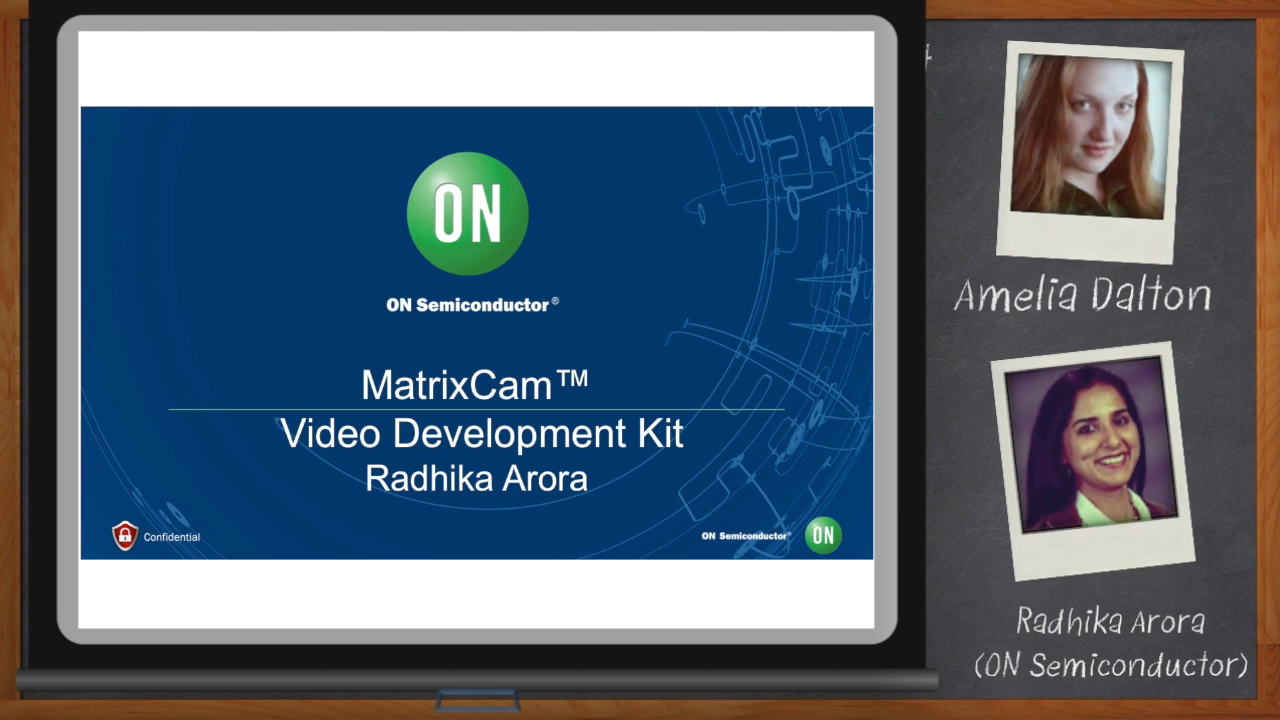 ON
ON Semiconductor®
MatrixCam™
Video Development Kit
Radhika Arora
Confidential
ON Semiconductor®
ON
Amelia Dalton
Radhika Arora
(ON Semiconductor)